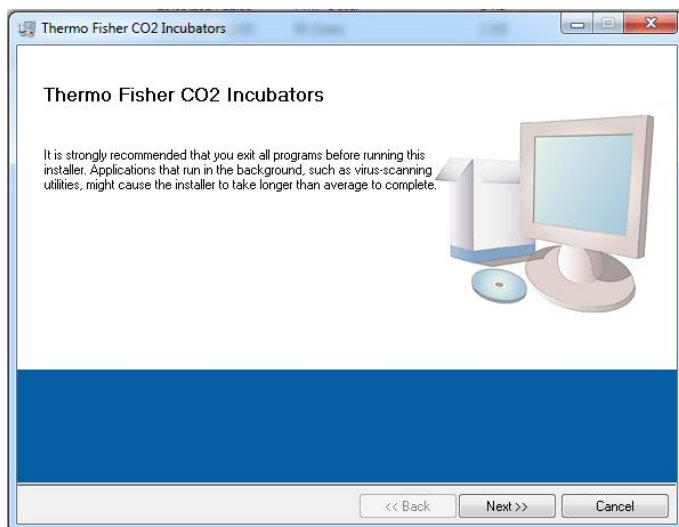 Thermo Fisher CO2 Incubators
Thermo Fisher CO2 Incubators
It is strongly recommended that you exit all programs before running this
installer. Applications that run in the background, such as virus-scanning
utilities, might cause the installer to take longer than average to complete.
<< Back Next >> Cancel